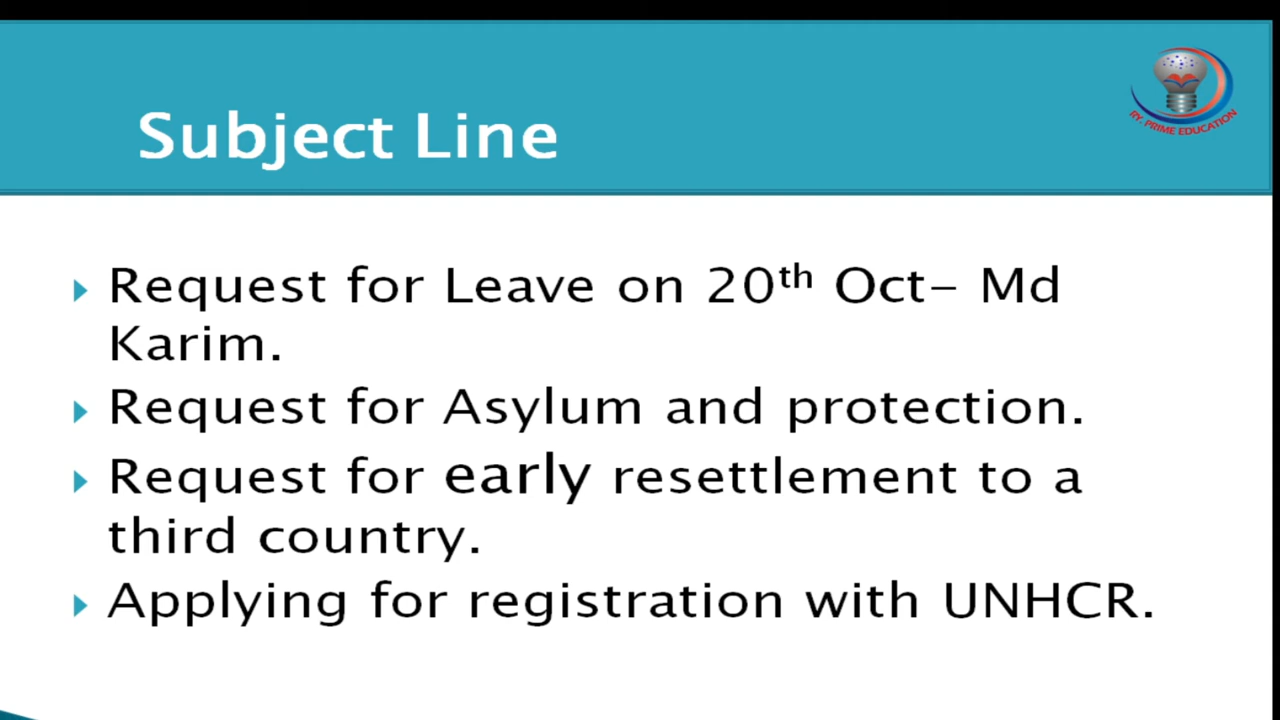 RY. PRIME EDUCATION
Subject Line
Request for Leave on 20th Oct– Md
Karim.
Request for Asylum and protection.
Request for early resettlement to a
third country.
Applying for registration with UNHCR.